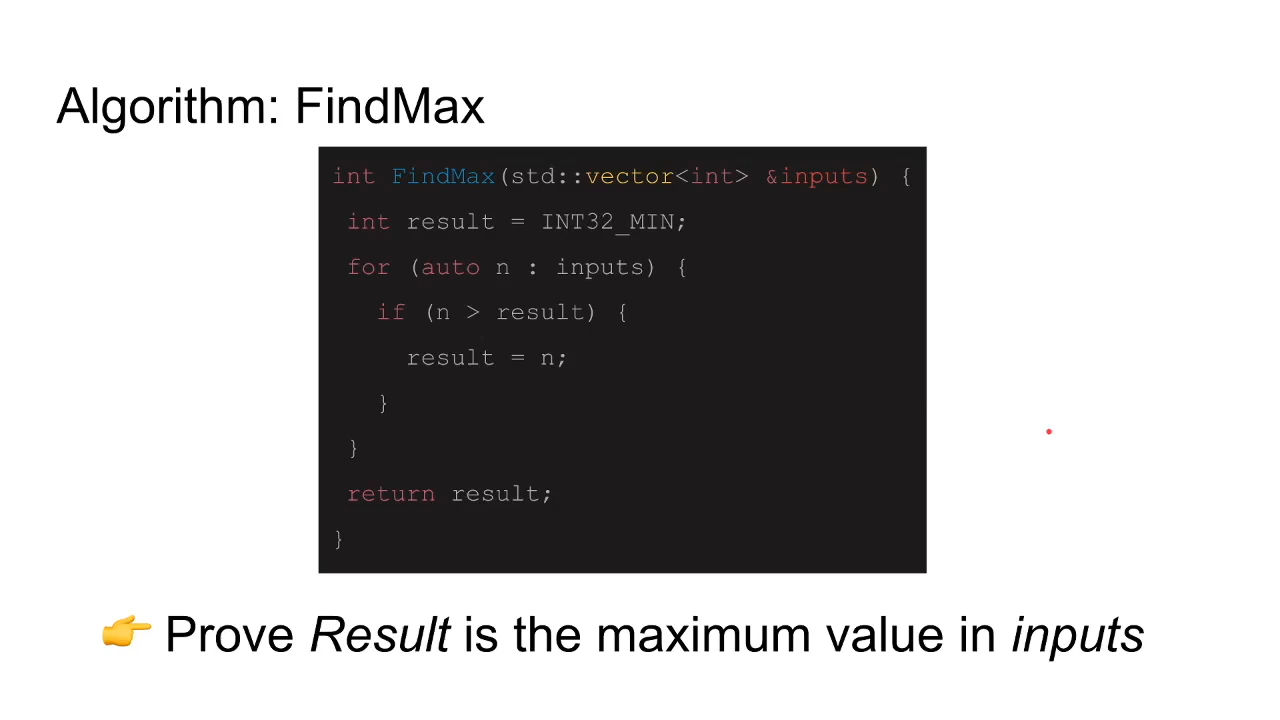 Algorithm: FindMax
int FindMax(std::vector<int> &inputs) {
int result = INT32_MIN;
for (auto n : inputs) {
if (n > result) {
result = n;
}
}
return result;
}
👉 Prove Result is the maximum value in inputs